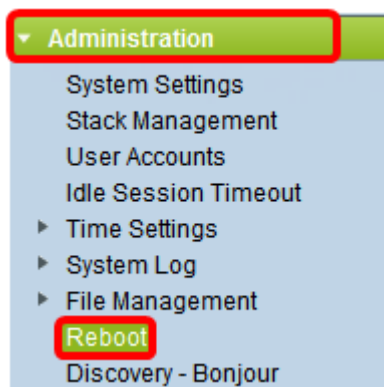 Administration
System Settings
Stack Management
User Accounts
Idle Session Timeout
Time Settings
System Log
File Management
Reboot
Discovery - Bonjour